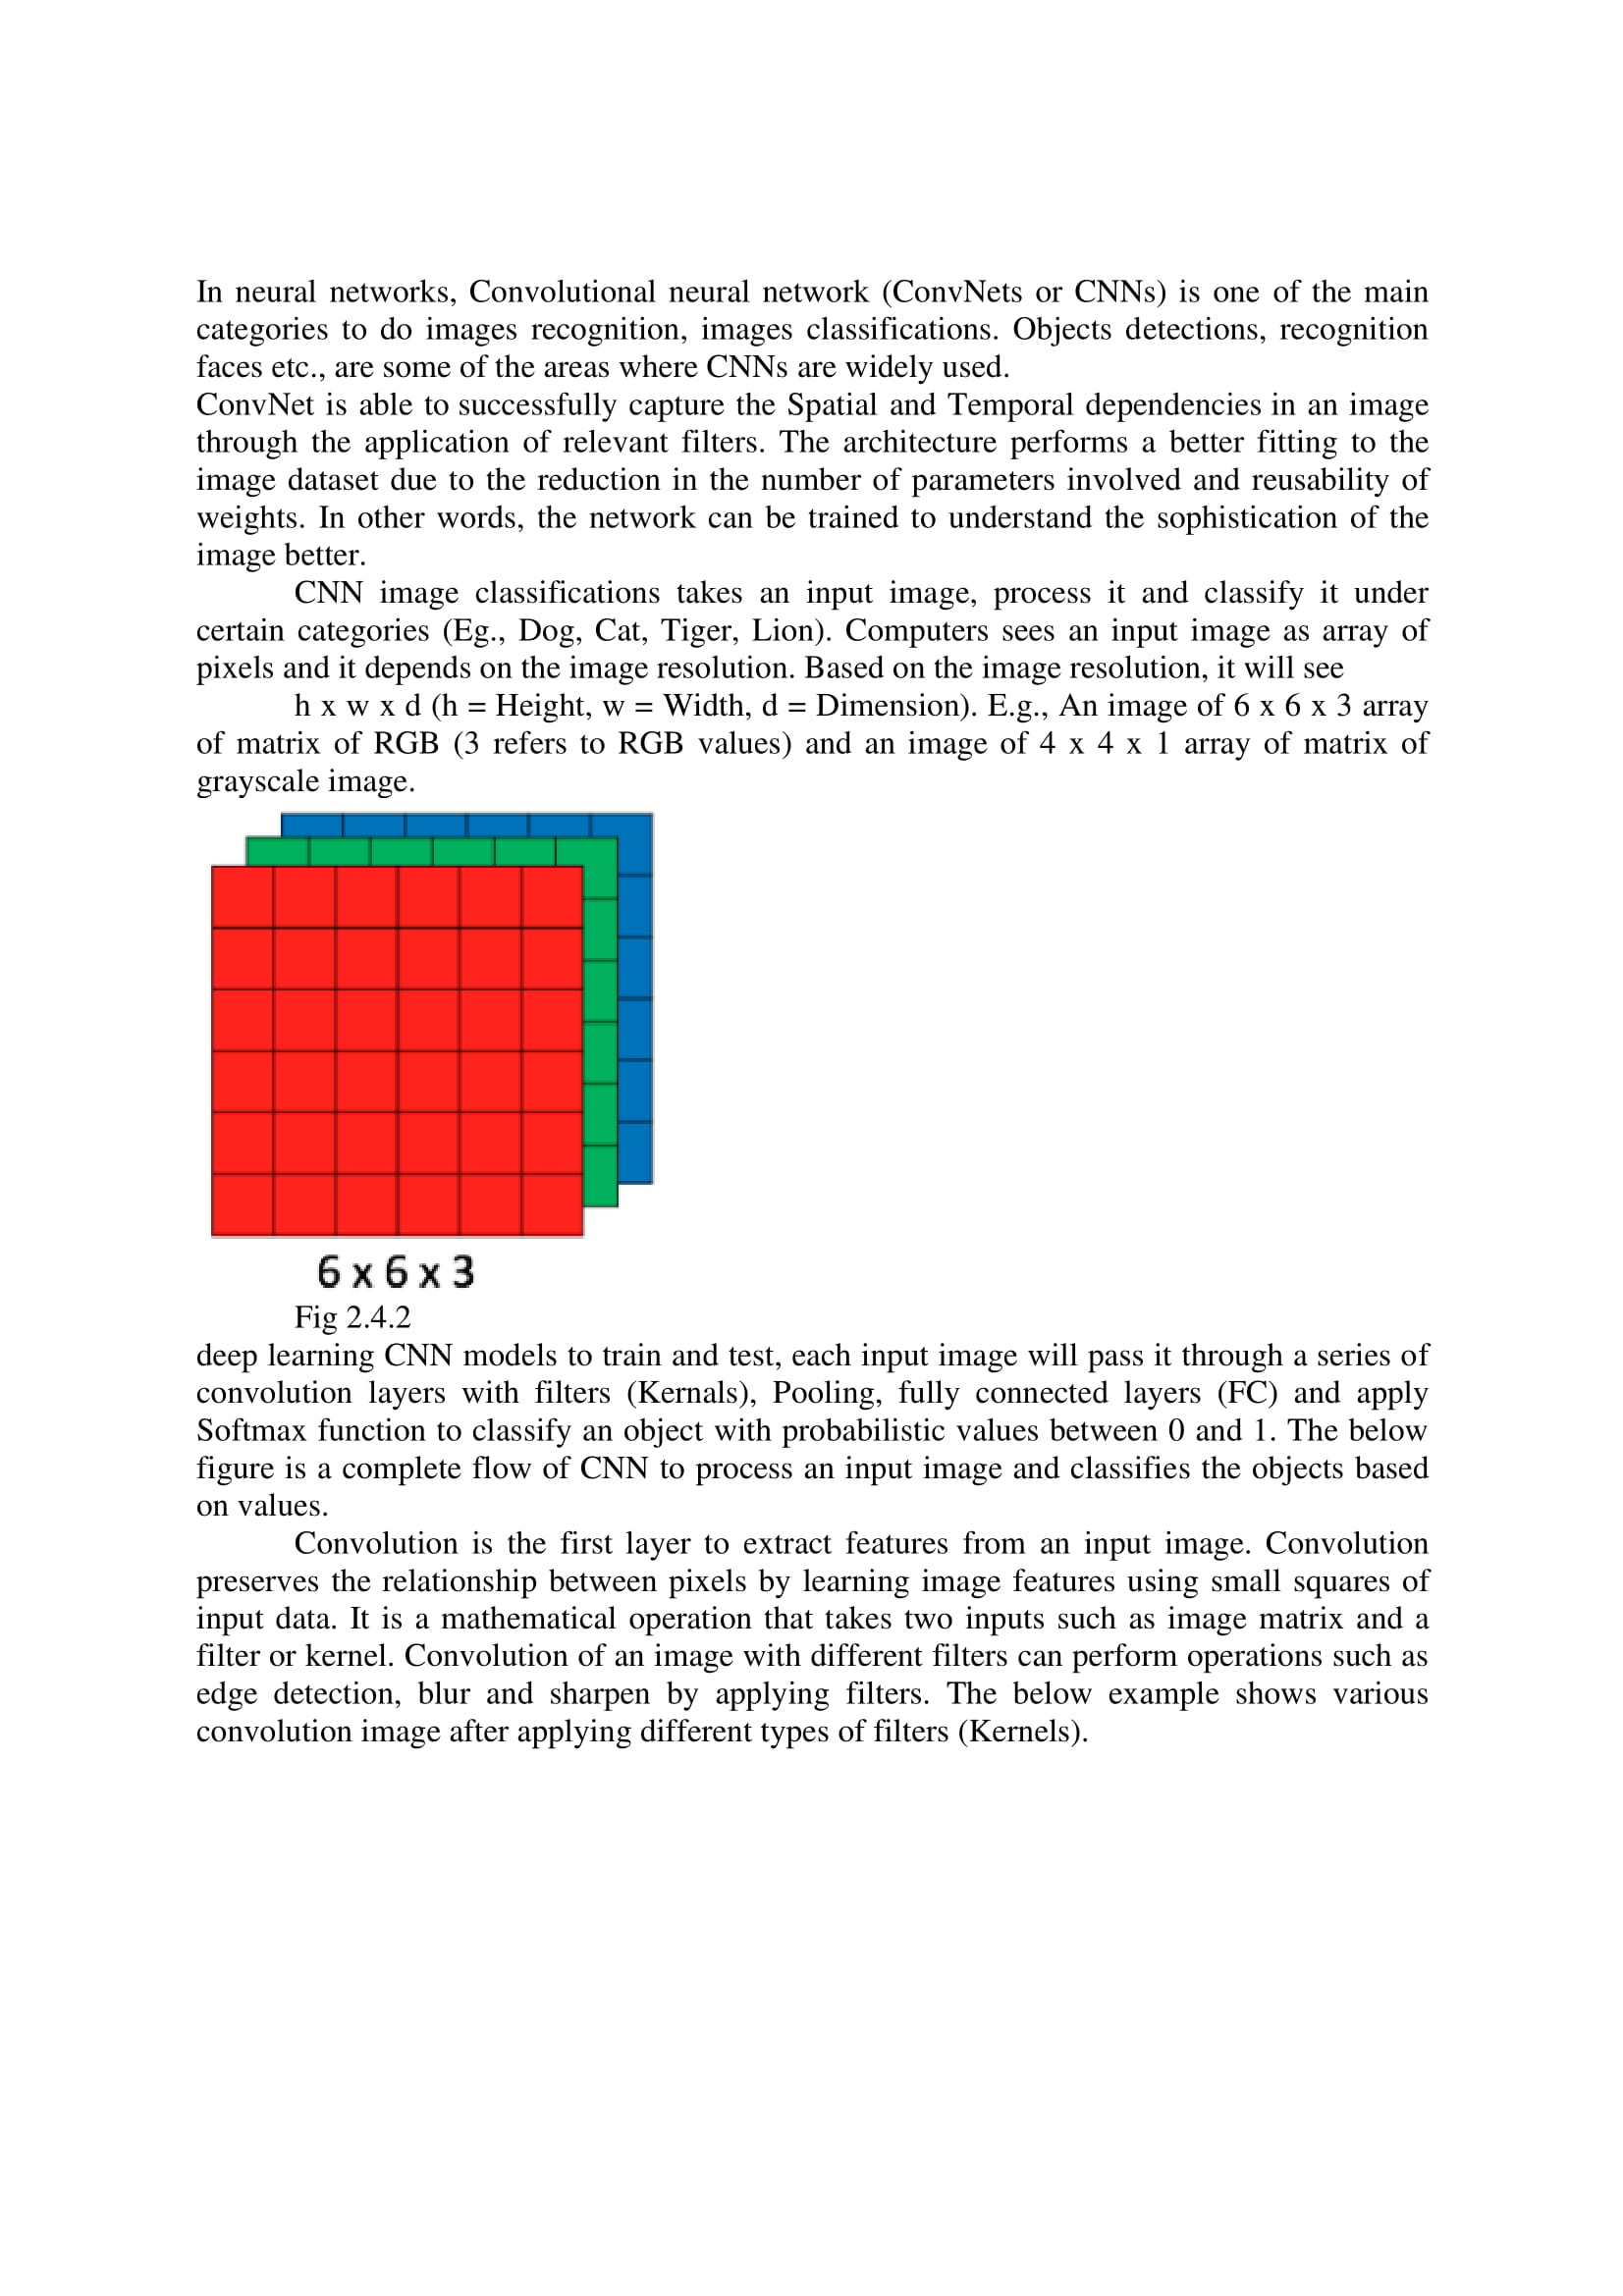 In neural networks, Convolutional neural network (ConvNets or CNNs) is one of the main
categories to do images recognition, images classifications. Objects detections, recognition
faces etc., are some of the areas where CNNs are widely used.
ConvNet is able to successfully capture the Spatial and Temporal dependencies in an image
through the application of relevant filters. The architecture performs a better fitting to the
image dataset due to the reduction in the number of parameters involved and reusability of
weights. In other words, the network can be trained to understand the sophistication of the
image better.
CNN image classifications takes an input image, process it and classify it under
certain categories (Eg., Dog, Cat, Tiger, Lion). Computers sees an input image as array of
pixels and it depends on the image resolution. Based on the image resolution, it will see
h x w x d (h = Height, w = Width, d = Dimension). E.g., An image of 6 x 6 x 3 array
of matrix of RGB (3 refers to RGB values) and an image of 4 x 4 x 1 array of matrix of
grayscale image.
6 x 6 x 3
Fig 2.4.2
deep learning CNN models to train and test, each input image will pass it through a series of
convolution layers with filters (Kernals), Pooling, fully connected layers (FC) and apply
Softmax function to classify an object with probabilistic values between 0 and 1. The below
figure is a complete flow of CNN to process an input image and classifies the objects based
on values.
Convolution is the first layer to extract features from an input image. Convolution
preserves the relationship between pixels by learning image features using small squares of
input data. It is a mathematical operation that takes two inputs such as image matrix and a
filter or kernel. Convolution of an image with different filters can perform operations such as
edge detection, blur and sharpen by applying filters. The below example shows various
convolution image after applying different types of filters (Kernels).